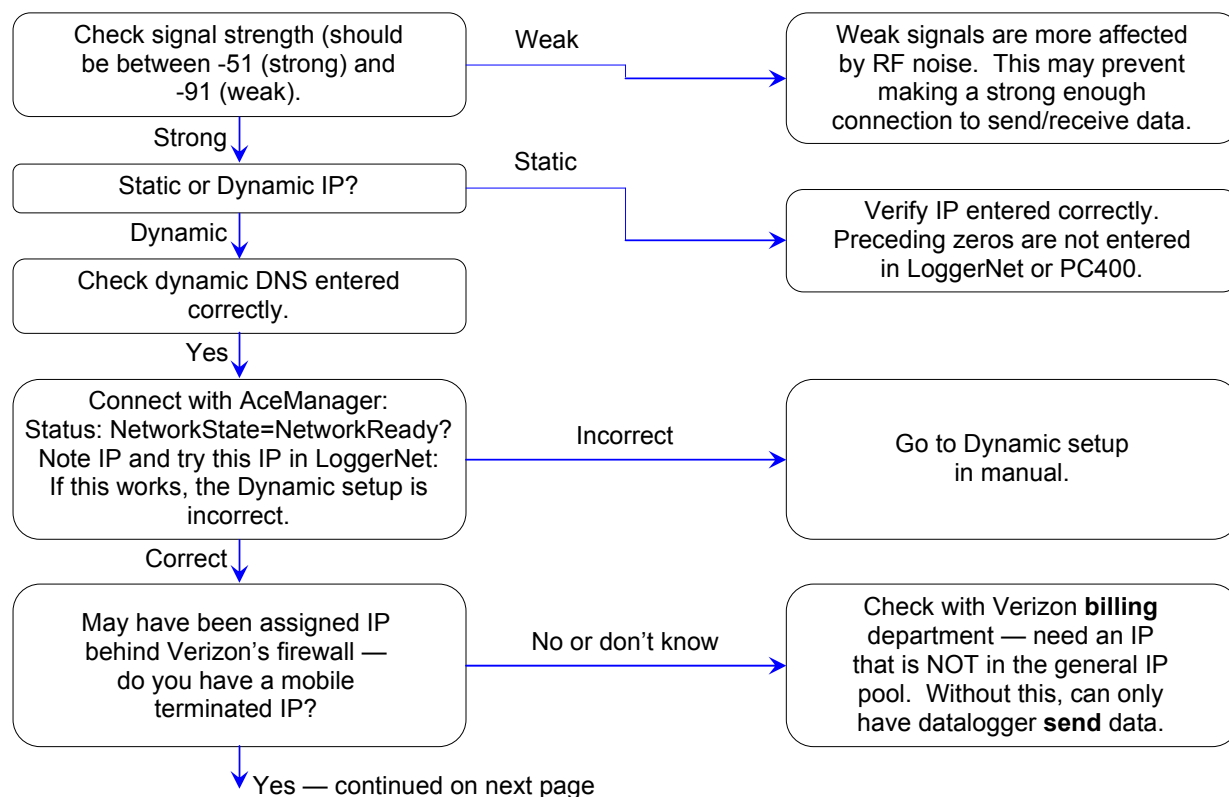 Check signal strength (should
be between -51 (strong) and
-91 (weak).
Weak
Weak signals are more affected
by RF noise.  This may prevent
making a strong enough
connection to send/receive data.
Strong
Static or Dynamic IP?
Static
Verify IP entered correctly.
Preceding zeros are not entered
in LoggerNet or PC400.
Dynamic
Check dynamic DNS entered
correctly.
Yes
Connect with AceManager:
Status: NetworkState=NetworkReady?
Note IP and try this IP in LoggerNet:
If this works, the Dynamic setup is
incorrect.
Incorrect
Go to Dynamic setup
in manual.
Correct
May have been assigned IP
behind Verizon's firewall —
do you have a mobile
terminated IP?
No or don't know
Check with Verizon billing
department — need an IP
that is NOT in the general IP
pool.  Without this, can only
have datalogger send data.
Yes — continued on next page